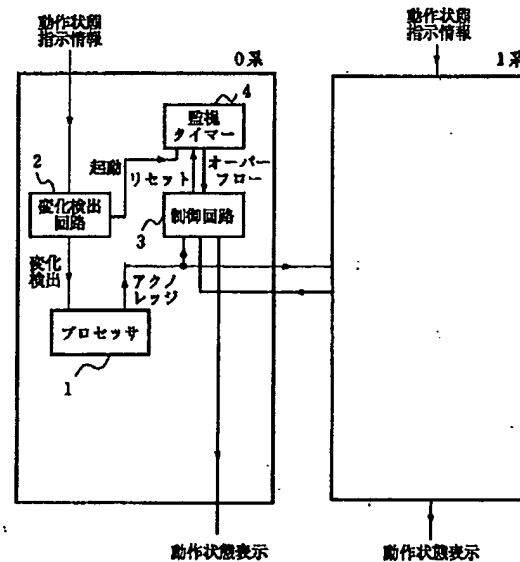 動作状態
指示情報
動作状態
指示情報
0系
1系
4
監視
タイマー
起動
リセット
オーバー
フロー
2
変化検出
回路
3
制御回路
変化
検出
アクノ
レッジ
プロセッサ
1
動作状態表示
動作状態表示